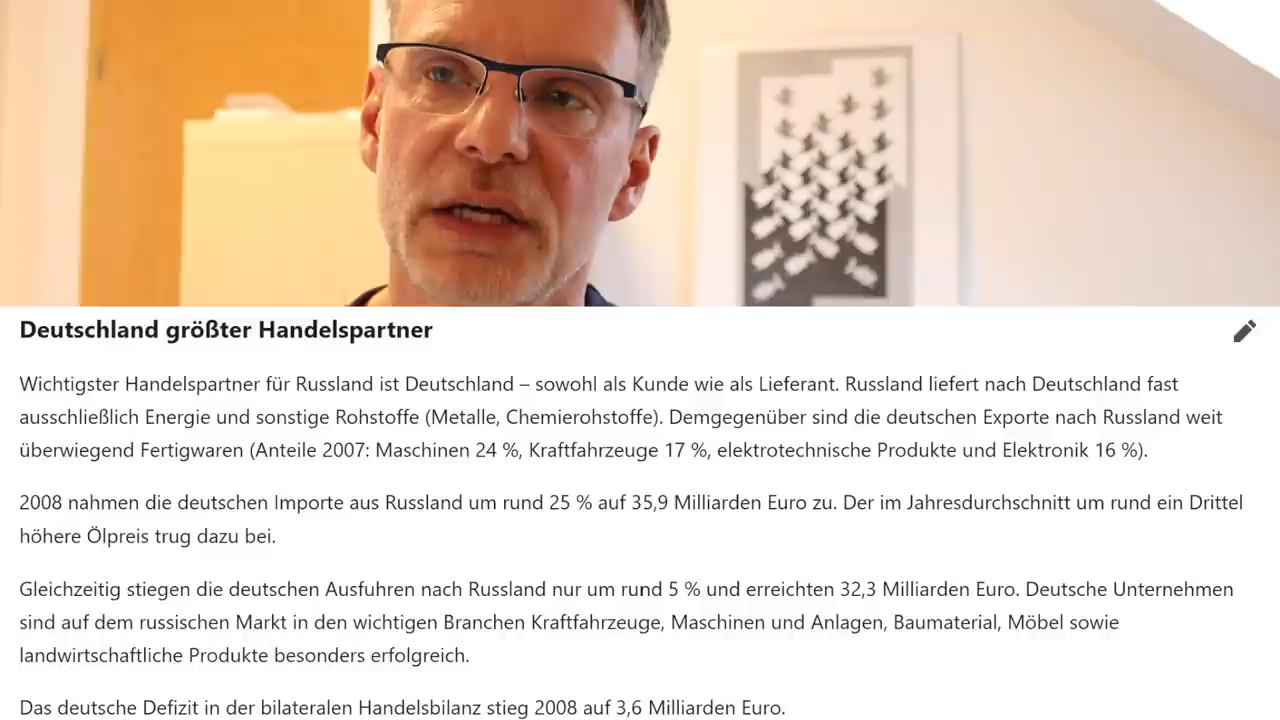 Deutschland größter Handelspartner
Wichtigster Handelspartner für Russland ist Deutschland – sowohl als Kunde wie als Lieferant. Russland liefert nach Deutschland fast
ausschließlich Energie und sonstige Rohstoffe (Metalle, Chemierohstoffe). Demgegenüber sind die deutschen Exporte nach Russland weit
überwiegend Fertigwaren (Anteile 2007: Maschinen 24 %, Kraftfahrzeuge 17 %, elektrotechnische Produkte und Elektronik 16 %).
2008 nahmen die deutschen Importe aus Russland um rund 25 % auf 35,9 Milliarden Euro zu. Der im Jahresdurchschnitt um rund ein Drittel
höhere Ölpreis trug dazu bei.
Gleichzeitig stiegen die deutschen Ausfuhren nach Russland nur um rund 5 % und erreichten 32,3 Milliarden Euro. Deutsche Unternehmen
sind auf dem russischen Markt in den wichtigen Branchen Kraftfahrzeuge, Maschinen und Anlagen, Baumaterial, Möbel sowie
landwirtschaftliche Produkte besonders erfolgreich.
Das deutsche Defizit in der bilateralen Handelsbilanz stieg 2008 auf 3,6 Milliarden Euro.